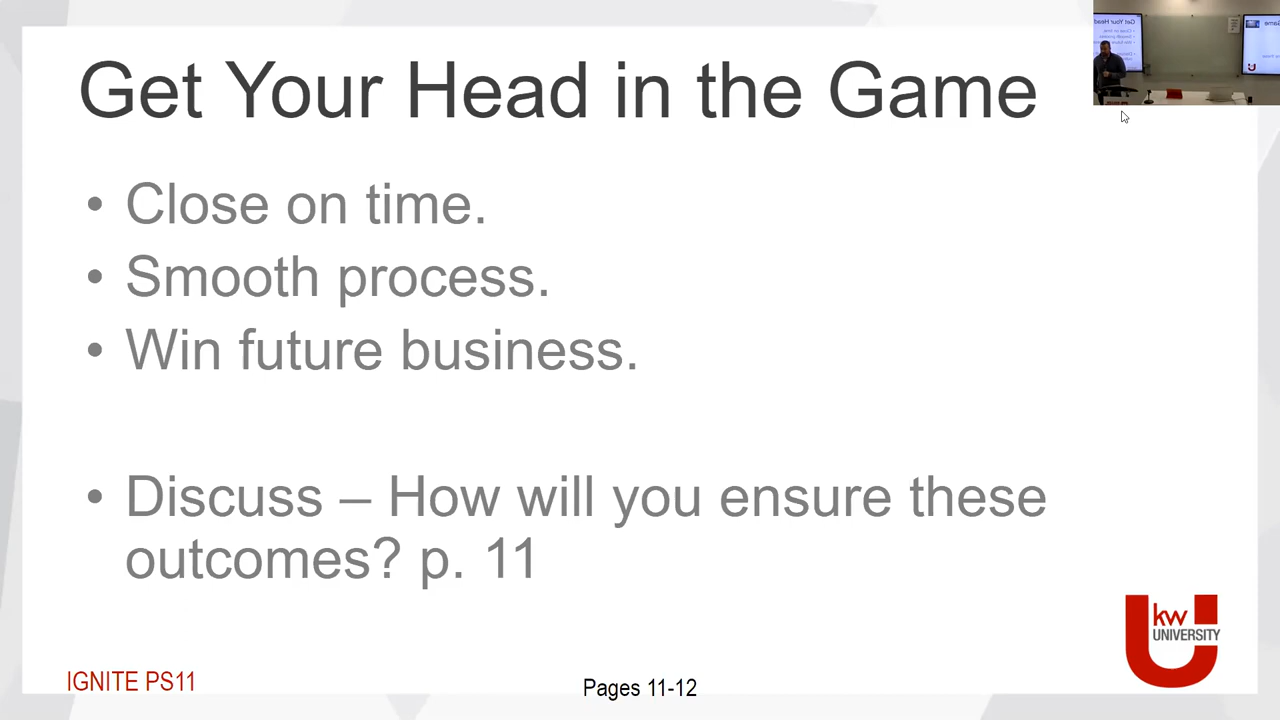 Get Your Head in the Game
• Close on time.
• Smooth process.
• Win future business.
• Discuss – How will you ensure these
outcomes? p. 11
kw
UNIVERSITY
IGNITE PS11
Pages 11-12